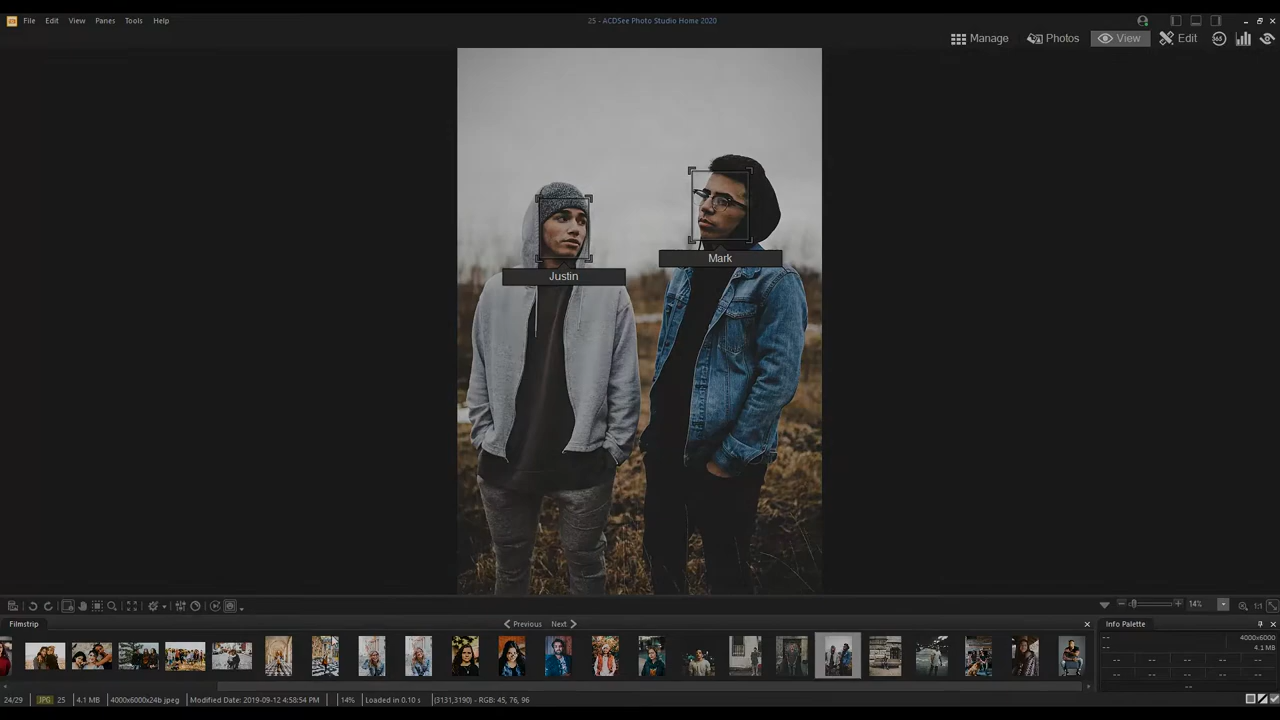 File Edit View Panes Tools Help
25 - ACDSee Photo Studio Home 2020
Manage Photos View Edit 365
Justin
Mark
14% 1:1
Filmstrip
Previous Next
Info Palette
-- 4000x6000
-- 4.1 MB
-- -- -- -- --
-- -- -- -- --
--
24/29 JPG 25 4.1 MB 4000x6000x24b jpeg Modified Date: 2019-09-12 4:58:54 PM 14% Loaded in 0.10 s (3131,3190) - RGB: 45, 76, 96